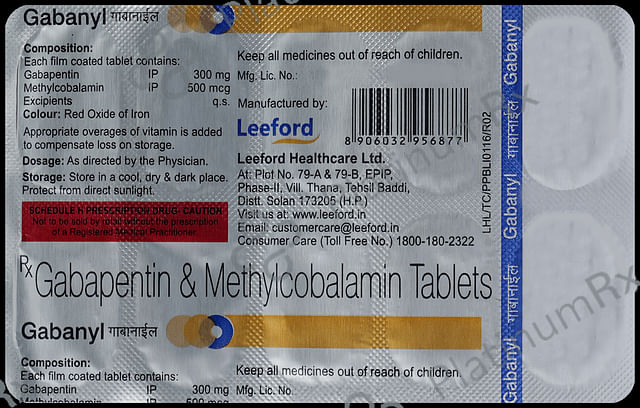 Gabanyl गाबानाईल
Composition:
Each film coated tablet contains:
Gabapentin IP 300 mg
Methylcobalamin IP 500 mcg
Excipients q.s.
Colour: Red Oxide of Iron
Appropriate overages of vitamin is added
to compensate loss on storage.
Dosage: As directed by the Physician.
Storage: Store in a cool, dry & dark place.
Protect from direct sunlight.
SCHEDULE H PRESCRIPTION DRUG- CAUTION
Not to be sold by retail without the prescription
of a Registered Medical Practitioner.
Keep all medicines out of reach of children.
Mfg. Lic. No.:
Manufactured by:
Leeford
8 906032 956877
Leeford Healthcare Ltd.
At: Plot No. 79-A & 79-B, EPIP,
Phase-II, Vill. Thana, Tehsil Baddi,
Distt. Solan 173205 (H.P.)
Visit us at: www.leeford.in
Email: customercare@leeford.in
Consumer Care (Toll Free No.) 1800-180-2322
LHL/TC/PPBLI0116/R02
Gabanyl गाबानाईल Gabanyl गाबानाईल Gabanyl
Rx Gabapentin & Methylcobalamin Tablets
Gabanyl गाबानाईल
Composition:
Each film coated tablet contains:
Gabapentin IP 300 mg
Methylcobalamin IP 500 mcg
Keep all medicines out of reach of children.
Mfg. Lic. No.
PlatinumRx